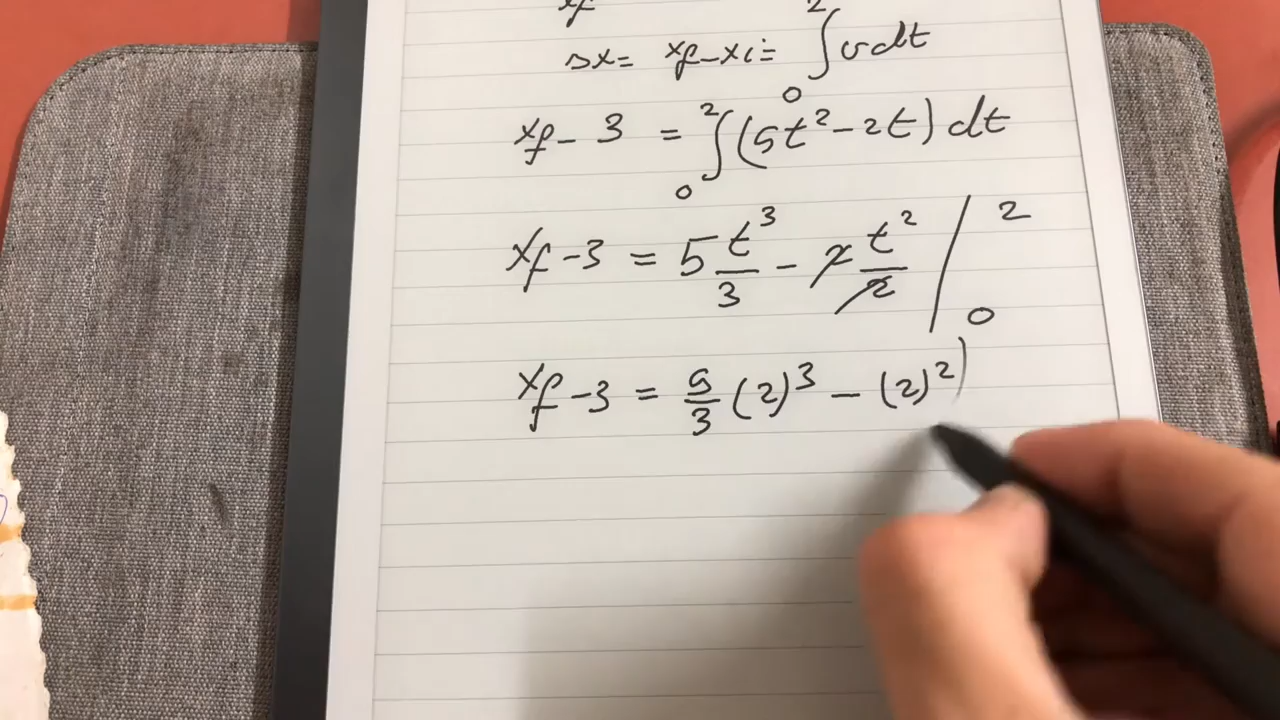 xf
Δx = xf - xi = ∫₀² v dt
xf - 3 = ∫₀² (5t² - 2t) dt
xf - 3 = 5 t³/3 - 2 t²/2 |₀²
xf - 3 = 5/3 (2)³ - (2)²)